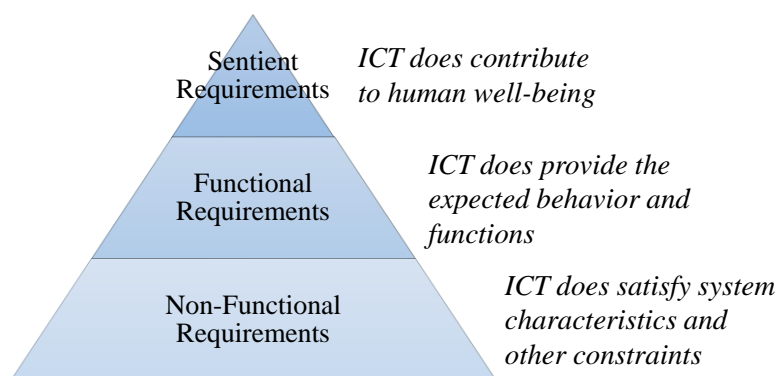 Sentient
Requirements
ICT does contribute
to human well-being
Functional
Requirements
ICT does provide the
expected behavior and
functions
Non-Functional
Requirements
ICT does satisfy system
characteristics and
other constraints